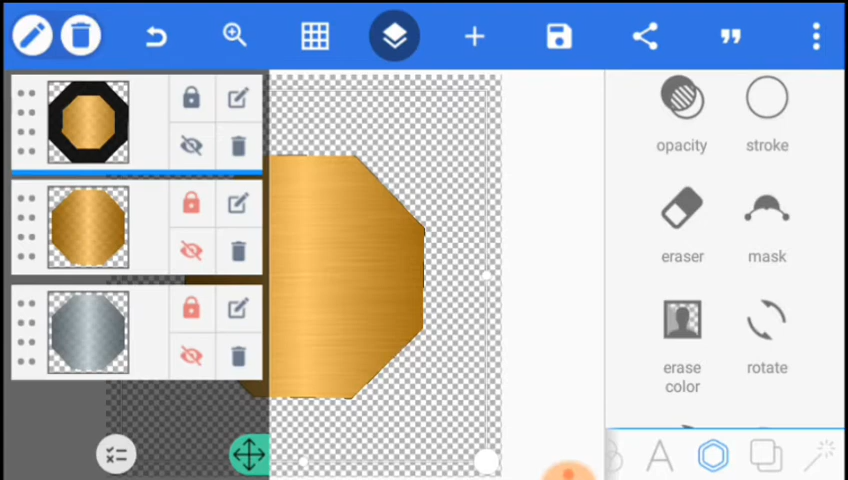 opacity
stroke
eraser
mask
erase
color
rotate